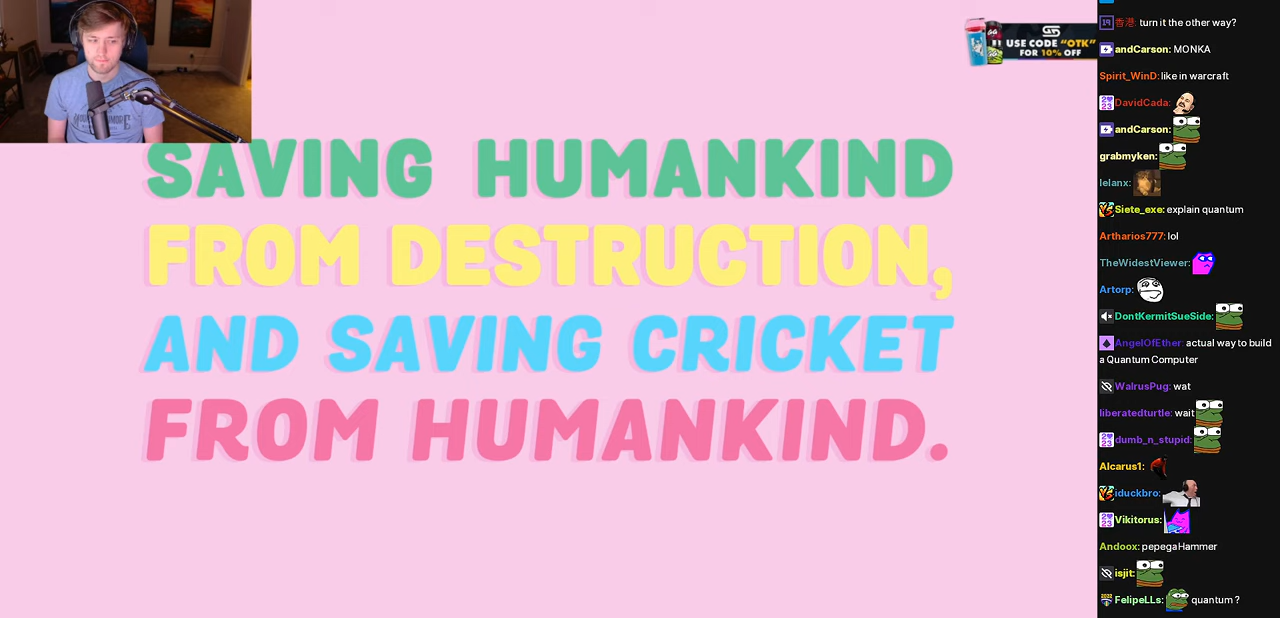 USE CODE "OTK"
FOR 10% OFF
SAVING HUMANKIND
FROM DESTRUCTION,
AND SAVING CRICKET
FROM HUMANKIND.
香港: turn it the other way?
andCarson: MONKA
Spirit_WinD: like in warcraft
DavidCada:
andCarson:
grabmyken:
lelanx:
Siete_exe: explain quantum
Artharios777: lol
TheWidestViewer:
Artorp:
DontKermitSueSide:
AngelOfEther: actual way to build
a Quantum Computer
WalrusPug: wat
liberatedturtle: wait
dumb_n_stupid:
Alcarus1:
iduckbro:
Vikitorus:
Andoox: pepegaHammer
isjit:
FelipeLLs: quantum ?